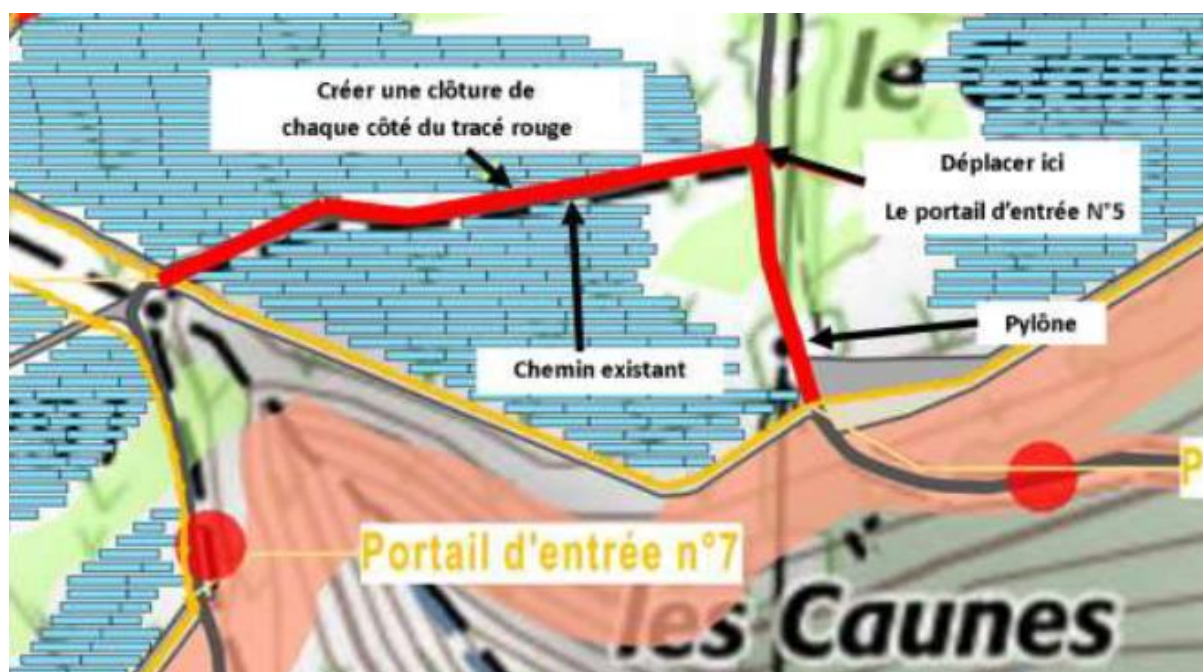 le
Créer une clôture de
chaque côté du tracé rouge
Déplacer ici
Le portail d'entrée N°5
Pylône
Chemin existant
P
Portail d'entrée n°7
les Caunes